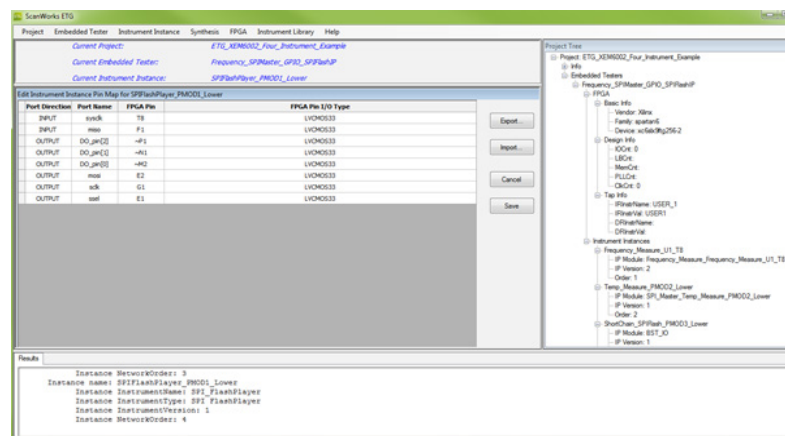 ScanWorks ETG
Project Embedded Tester Instrument Instance Synthesis FPGA Instrument Library Help
Current Project: ETG_XEM6002_Four_Instrument_Example
Current Embedded Tester: Frequency_SPIMaster_GPIO_SPIFlashIP
Current Instrument Instance: SPIFlashPlayer_PMOD1_Lower
Edit Instrument Instance Pin Map for SPIFlashPlayer_PMOD1_Lower
Port Direction Port Name FPGA Pin FPGA Pin I/O Type
INPUT sysclk T8 LVCMOS33
INPUT miso F1 LVCMOS33
OUTPUT DO_pin[2] ~P1 LVCMOS33
OUTPUT DO_pin[1] ~N1 LVCMOS33
OUTPUT DO_pin[0] ~M2 LVCMOS33
OUTPUT mosi E2 LVCMOS33
OUTPUT sclk G1 LVCMOS33
OUTPUT ssel E1 LVCMOS33
Export...
Import...
Cancel
Save
Project Tree
Project: ETG_XEM6002_Four_Instrument_Example
Info
Embedded Testers
Frequency_SPIMaster_GPIO_SPIFlashIP
FPGA
Basic Info
Vendor: Xilinx
Family: spartan6
Device: xc6slx9ftg256-2
Design Info
IOCnt: 0
LBCnt:
MemCnt:
PLLCnt:
ClkCnt: 0
Tap Info
IRInstrName: USER_1
IRInstrVal: USER1
DRInstrName:
DRInstrVal:
Instrument Instances
Frequency_Measure_U1_T8
IP Module: Frequency_Measure_Frequency_Measure_U1_T8
IP Version: 2
Order: 1
Temp_Measure_PMOD2_Lower
IP Module: SPI_Master_Temp_Measure_PMOD2_Lower
IP Version: 1
Order: 2
ShortChain_SPIFlash_PMOD3_Lower
IP Module: BST_IO
IP Version: 1
Results
Instance NetworkOrder: 3
Instance name: SPIFlashPlayer_PMOD1_Lower
Instance InstrumentName: SPI_FlashPlayer
Instance InstrumentType: SPI FlashPlayer
Instance InstrumentVersion: 1
Instance NetworkOrder: 4